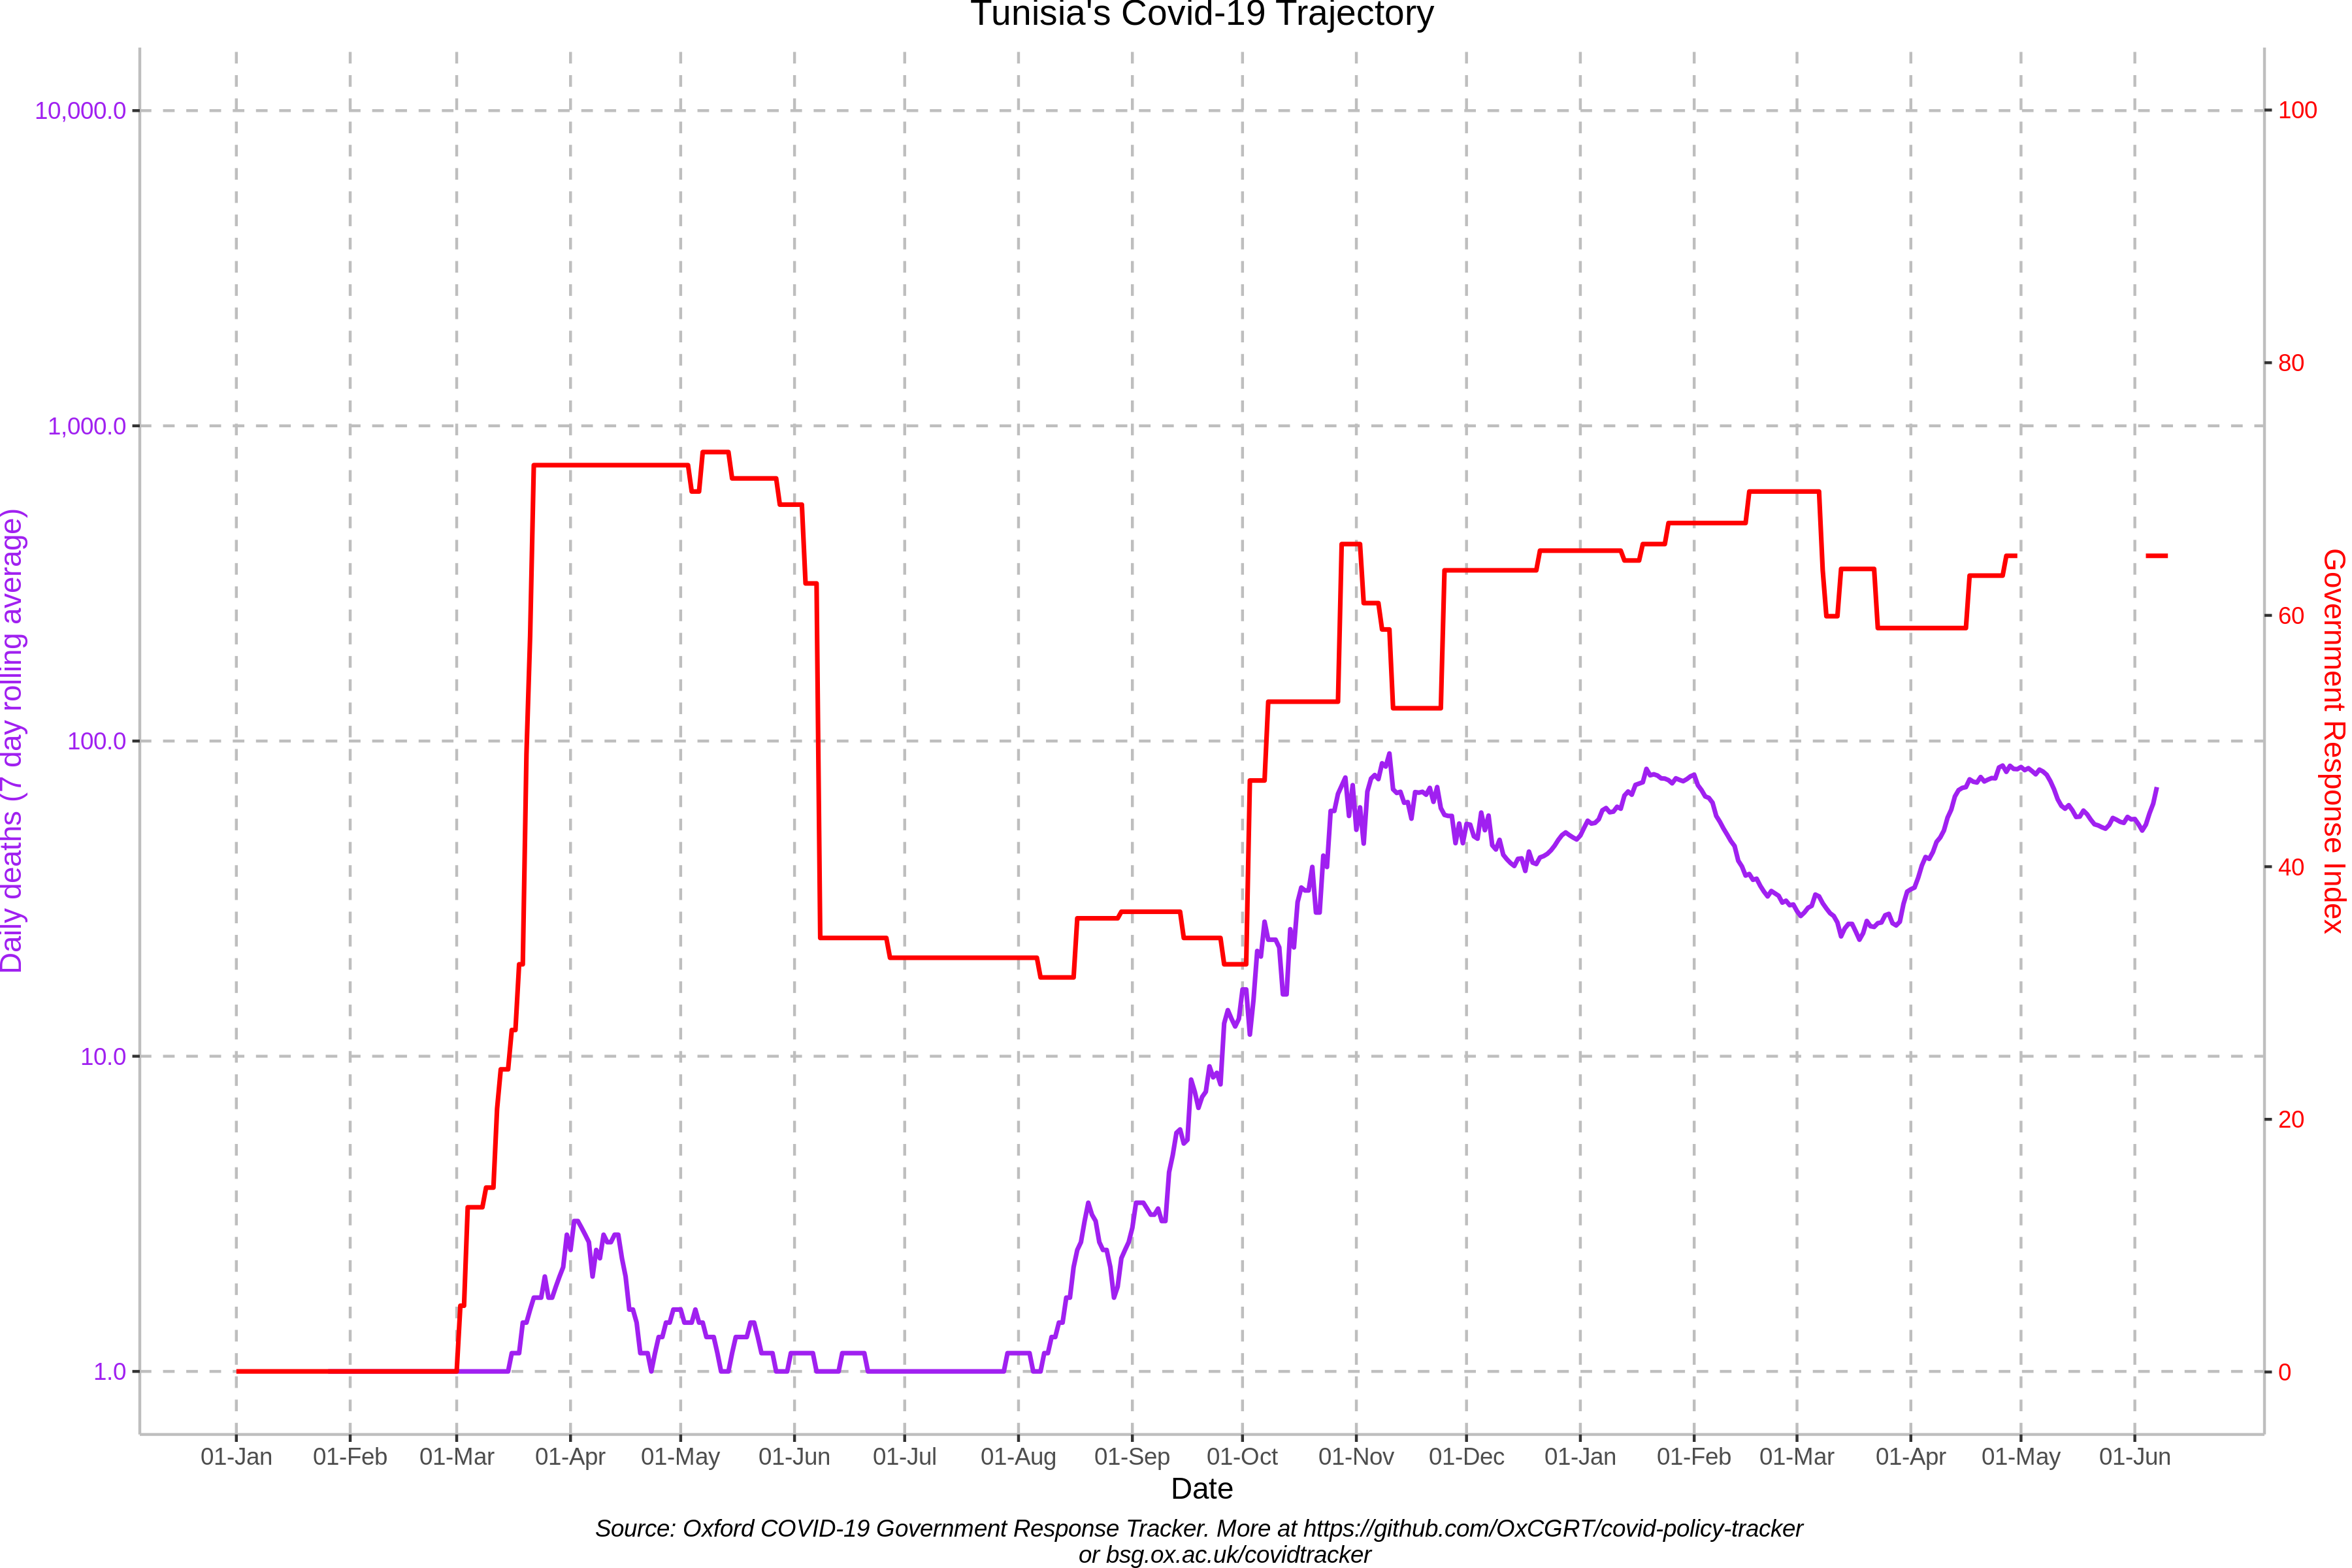 Tunisia's Covid-19 Trajectory
10,000.0
1,000.0
100.0
10.0
1.0
Daily deaths (7 day rolling average)
100
80
60
40
20
0
Government Response Index
01-Jan 01-Feb 01-Mar 01-Apr 01-May 01-Jun 01-Jul 01-Aug 01-Sep 01-Oct 01-Nov 01-Dec 01-Jan 01-Feb 01-Mar 01-Apr 01-May 01-Jun
Date
Source: Oxford COVID-19 Government Response Tracker. More at https://github.com/OxCGRT/covid-policy-tracker
or bsg.ox.ac.uk/covidtracker